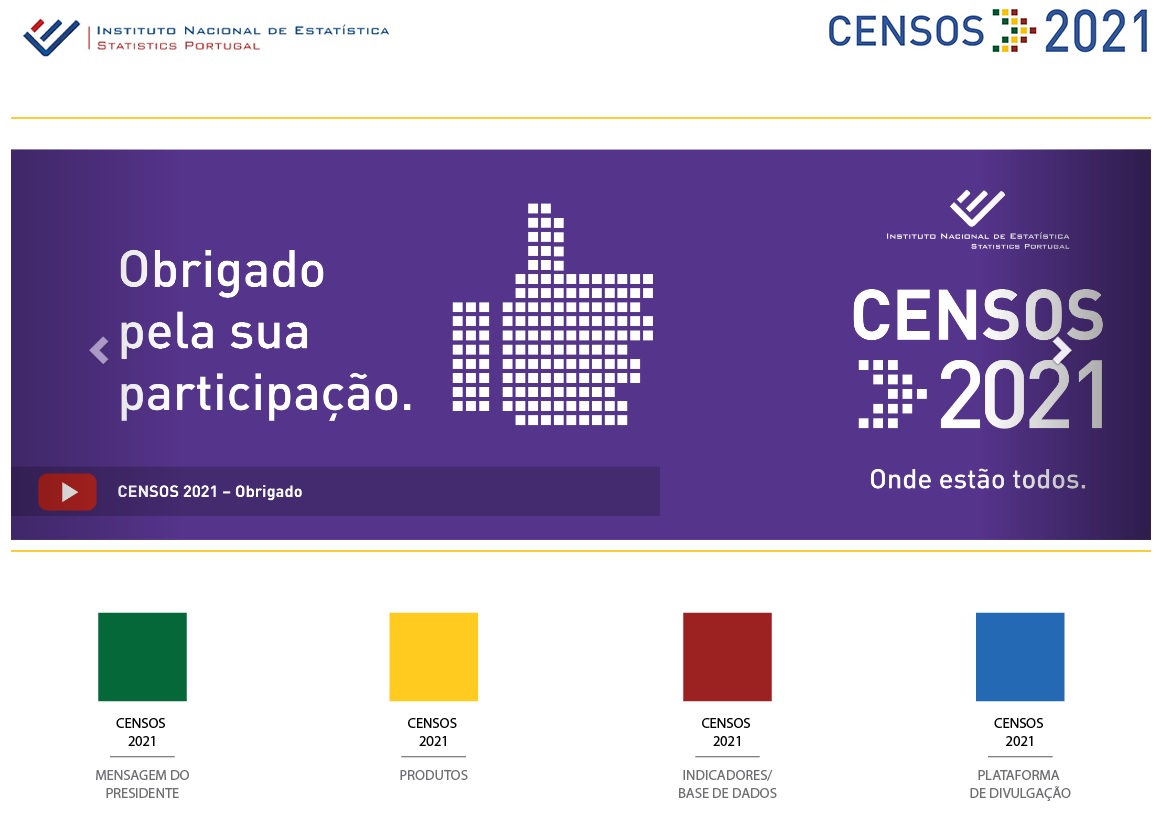 Instituto Nacional de Estatística
Statistics Portugal
CENSOS 2021
Obrigado
pela sua
participação.
Instituto Nacional de Estatística
Statistics Portugal
CENSOS
2021
Onde estão todos.
CENSOS 2021 – Obrigado
CENSOS
2021
MENSAGEM DO
PRESIDENTE
CENSOS
2021
PRODUTOS
CENSOS
2021
INDICADORES/
BASE DE DADOS
CENSOS
2021
PLATAFORMA
DE DIVULGAÇÃO